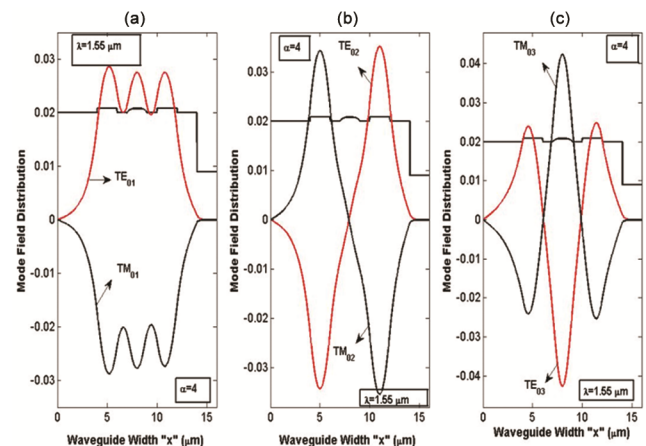 (a)
λ=1.55 μm
Mode Field Distribution
0.03
0.02
0.01
0
-0.01
-0.02
-0.03
TE₀₁
TM₀₁
α=4
0 5 10 15
Waveguide Width "x" (μm)
(b)
α=4
TE₀₂
Mode Field Distribution
0.03
0.02
0.01
0
-0.01
-0.02
-0.03
TM₀₂
λ=1.55 μm
0 5 10 15
Waveguide Width "x" (μm)
(c)
TM₀₃
α=4
Mode Field Distribution
0.04
0.03
0.02
0.01
0
-0.01
-0.02
-0.03
-0.04
TE₀₃
λ=1.55 μm
0 5 10 15
Waveguide Width "x" (μm)